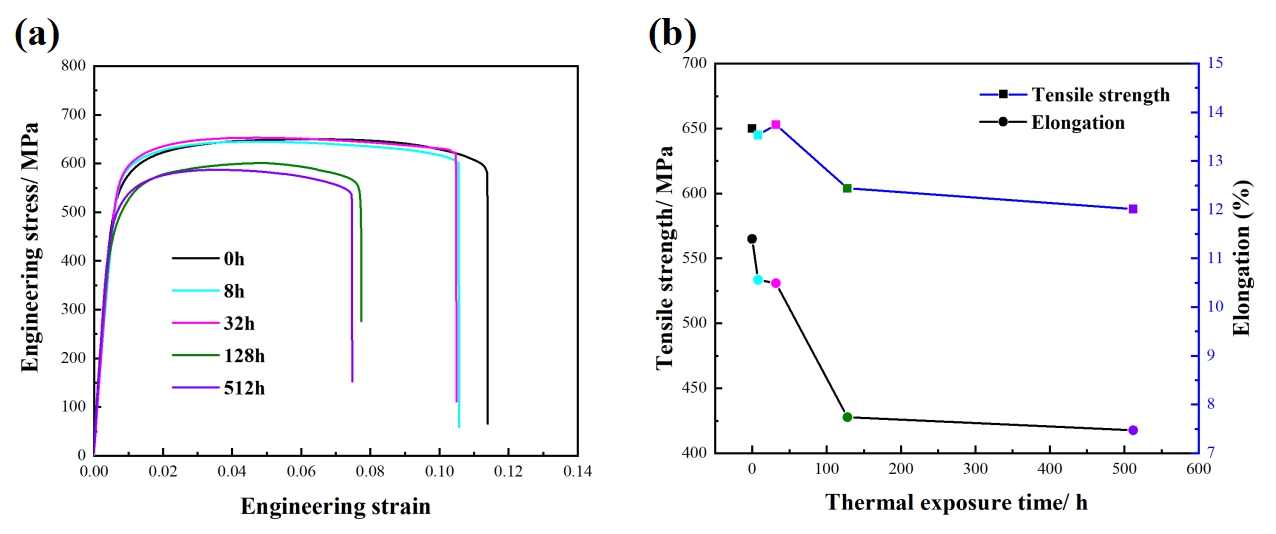 (a)
Engineering stress/ MPa
800
700
600
500
400
300
200
100
0
0h
8h
32h
128h
512h
0.00 0.02 0.04 0.06 0.08 0.10 0.12 0.14
Engineering strain
(b)
Tensile strength/ MPa
700
650
600
550
500
450
400
Tensile strength
Elongation
15
14
13
12
11
10
9
8
7
Elongation (%)
0 100 200 300 400 500 600
Thermal exposure time/ h